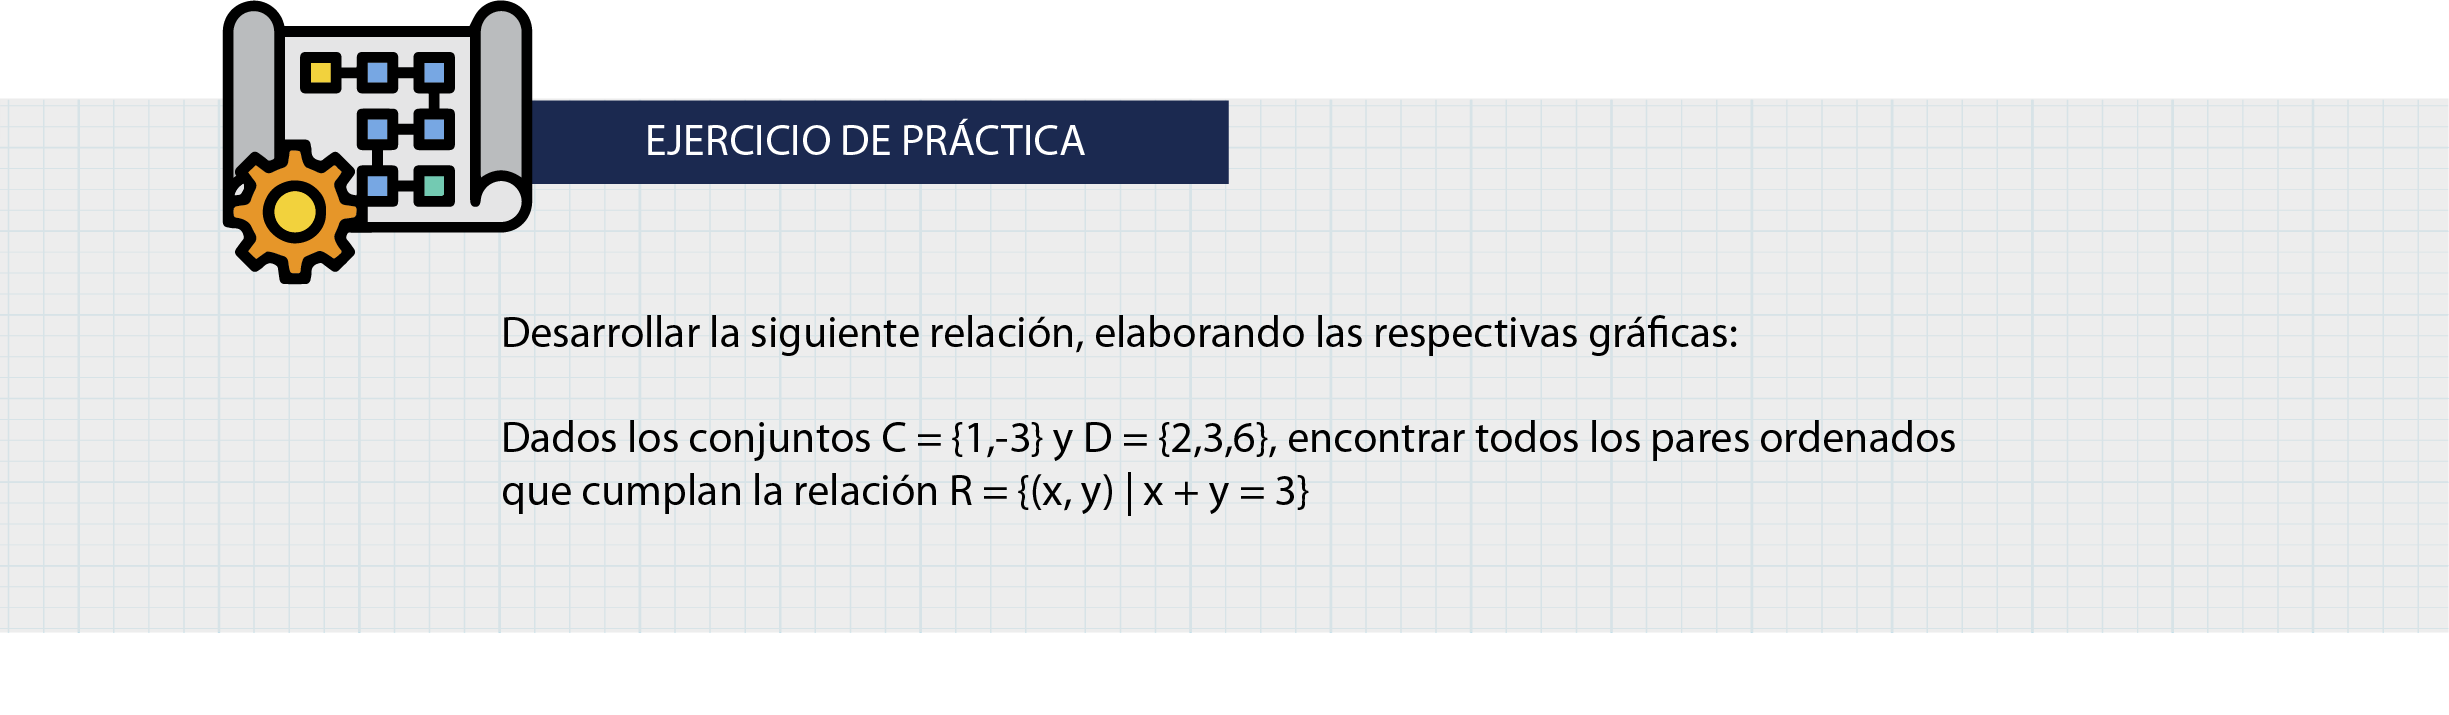 EJERCICIO DE PRÁCTICA
Desarrollar la siguiente relación, elaborando las respectivas gráficas:
Dados los conjuntos C = {1,-3} y D = {2,3,6}, encontrar todos los pares ordenados
que cumplan la relación R = {(x, y) | x + y = 3}